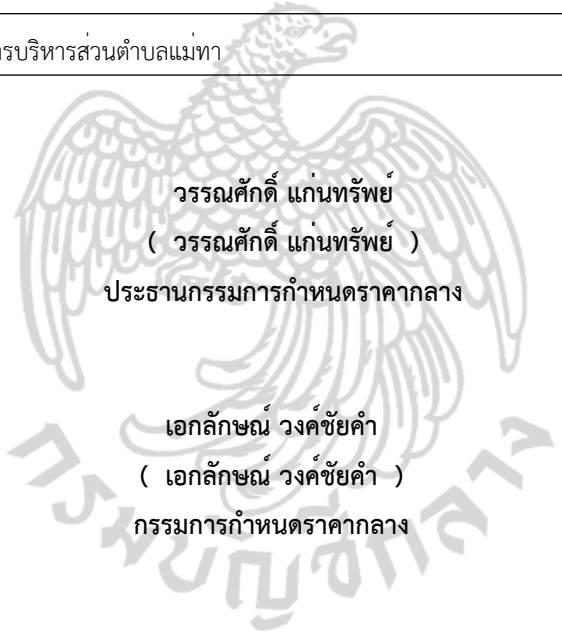 รบริหารส่วนตำบลแม่ทา
วรรณศักดิ์ แก่นทรัพย์
( วรรณศักดิ์ แก่นทรัพย์ )
ประธานกรรมการกำหนดราคากลาง
เอกลักษณ์ วงค์ชัยคำ
( เอกลักษณ์ วงค์ชัยคำ )
กรรมการกำหนดราคากลาง
กรมบัญชีกลาง